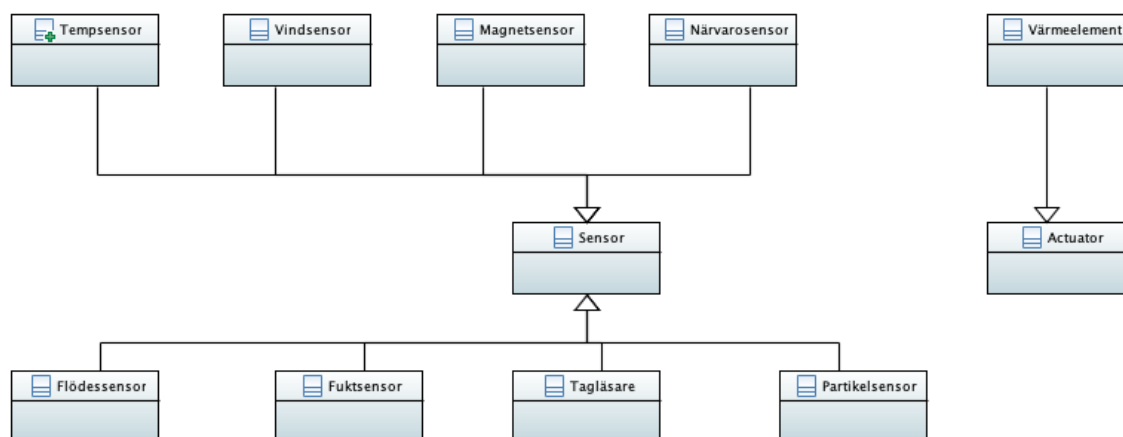 Tempsensor
Vindsensor
Magnetsensor
Närvarosensor
Värmeelement
Sensor
Actuator
Flödessensor
Fuktsensor
Tagläsare
Partikelsensor